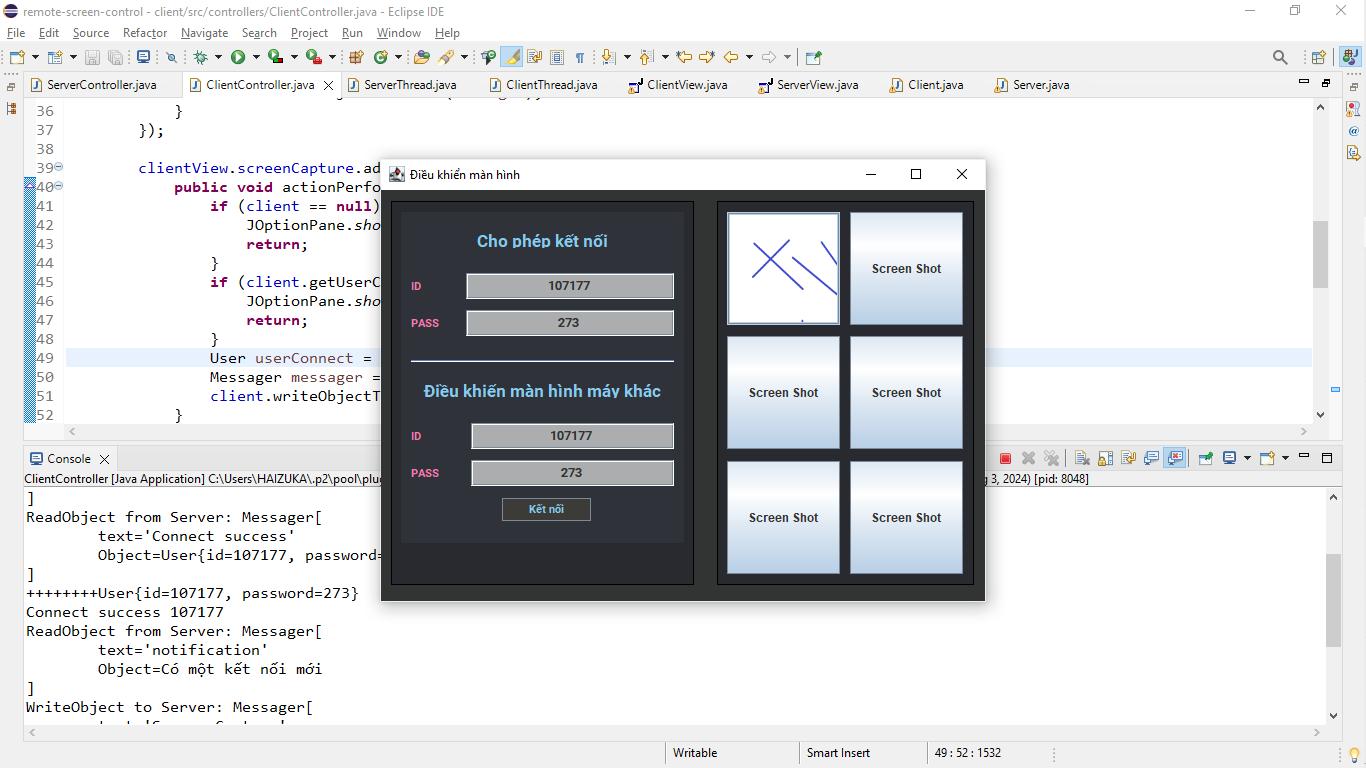 remote-screen-control - client/src/controllers/ClientController.java - Eclipse IDE
File Edit Source Refactor Navigate Search Project Run Window Help
ServerController.java ClientController.java ServerThread.java ClientThread.java ClientView.java ServerView.java Client.java Server.java
36 }
37 });
38
39 clientView.screenCapture.ad
40 public void actionPerfo
41 if (client == null)
42 JOptionPane.sho
43 return;
44 }
45 if (client.getUserC
46 JOptionPane.sho
47 return;
48 }
49 User userConnect =
50 Messager messager =
51 client.writeObjectT
52 }
Điều khiển màn hình
Cho phép kết nối
ID 107177
PASS 273
Điều khiển màn hình máy khác
ID 107177
PASS 273
Kết nối
Screen Shot
Screen Shot
Screen Shot
Screen Shot
Screen Shot
Console
ClientController [Java Application] C:\Users\HAIZUKA\.p2\pool\plu
g 3, 2024) [pid: 8048]
]
ReadObject from Server: Messager[
text='Connect success'
Object=User{id=107177, password=
]
++++++++User{id=107177, password=273}
Connect success 107177
ReadObject from Server: Messager[
text='notification'
Object=Có một kết nối mới
]
WriteObject to Server: Messager[
Writable Smart Insert 49 : 52 : 1532